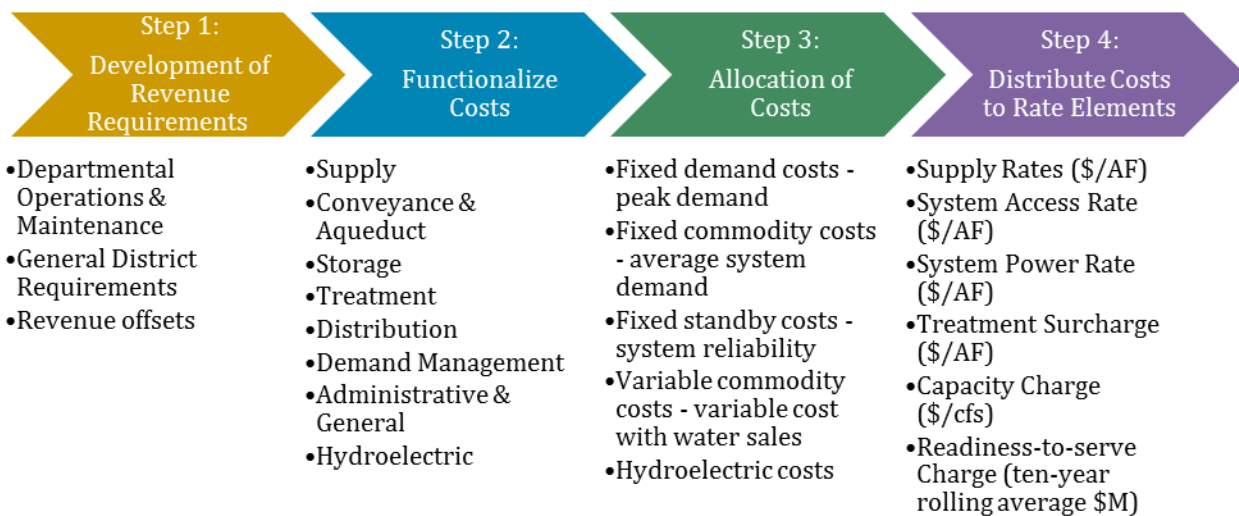 Step 1:
Development of
Revenue
Requirements
•Departmental
Operations &
Maintenance
•General District
Requirements
•Revenue offsets
Step 2:
Functionalize
Costs
•Supply
•Conveyance &
Aqueduct
•Storage
•Treatment
•Distribution
•Demand Management
•Administrative &
General
•Hydroelectric
Step 3:
Allocation of
Costs
•Fixed demand costs -
peak demand
•Fixed commodity costs
- average system
demand
•Fixed standby costs -
system reliability
•Variable commodity
costs - variable cost
with water sales
•Hydroelectric costs
Step 4:
Distribute Costs
to Rate Elements
•Supply Rates ($/AF)
•System Access Rate
($/AF)
•System Power Rate
($/AF)
•Treatment Surcharge
($/AF)
•Capacity Charge
($/cfs)
•Readiness-to-serve
Charge (ten-year
rolling average $M)